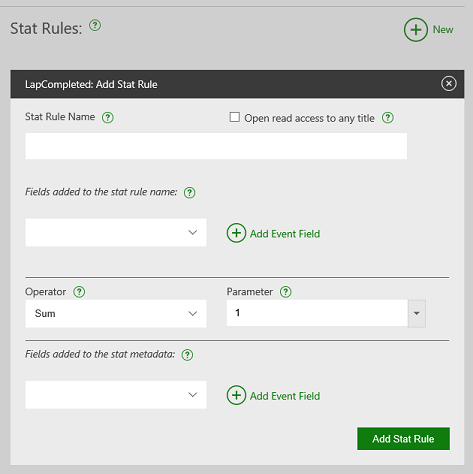 Stat Rules: ?
New
LapCompleted: Add Stat Rule
Stat Rule Name ? Open read access to any title ?
Fields added to the stat rule name: ?
Add Event Field
Operator ? Parameter ?
Sum 1
Fields added to the stat metadata: ?
Add Event Field
Add Stat Rule